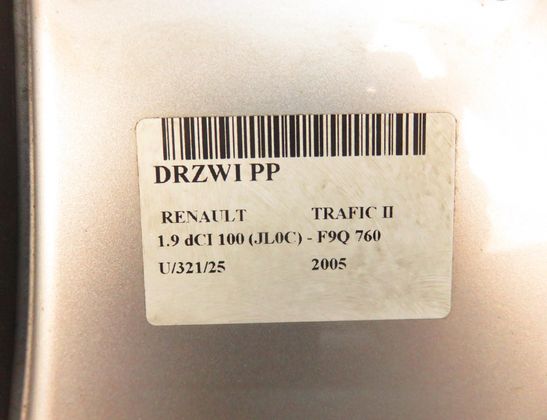 DRZWI PP
RENAULT TRAFIC II
1.9 dCI 100 (JL0C) - F9Q 760
U/321/25 2005